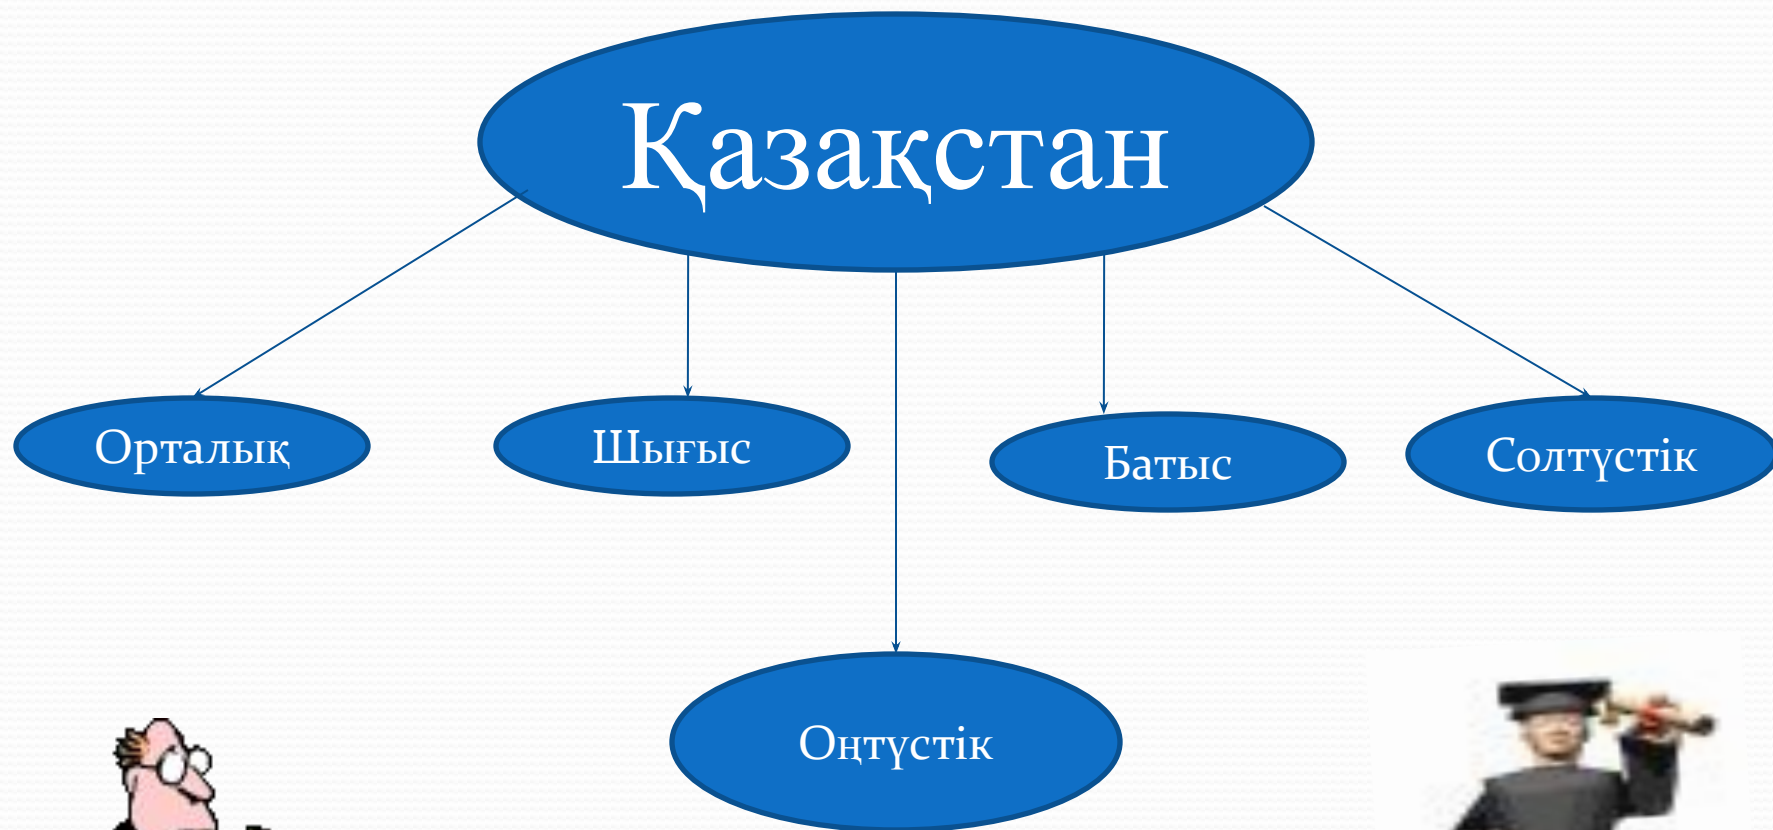 Қазақстан
Орталық
Шығыс
Батыс
Солтүстік
Оңтүстік